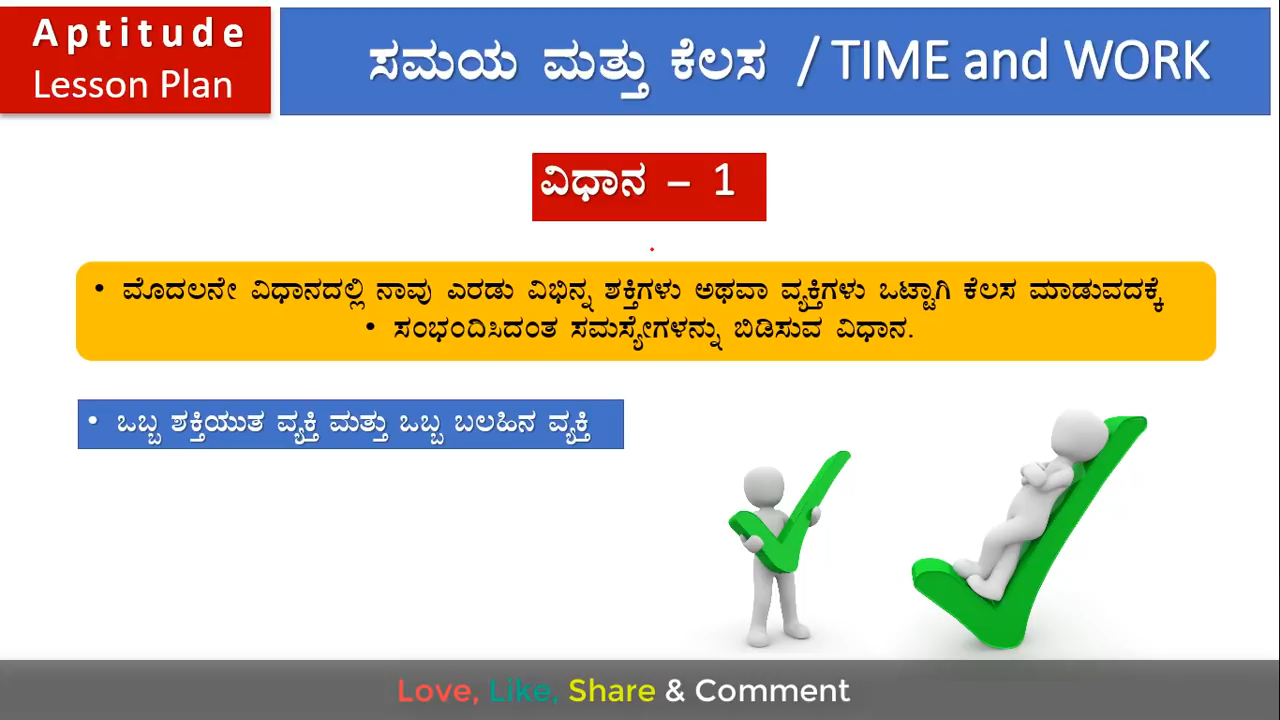 Aptitude
Lesson Plan
ಸಮಯ ಮತ್ತು ಕೆಲಸ / TIME and WORK
ವಿಧಾನ – 1
• ಮೊದಲನೇ ವಿಧಾನದಲ್ಲಿ ನಾವು ಎರಡು ವಿಭಿನ್ನ ಶಕ್ತಿಗಳು ಅಥವಾ ವ್ಯಕ್ತಿಗಳು ಒಟ್ಟಾಗಿ ಕೆಲಸ ಮಾಡುವದಕ್ಕೆ
• ಸಂಭಂದಿಸಿದಂತ ಸಮಸ್ಯೇಗಳನ್ನು ಬಿಡಿಸುವ ವಿಧಾನ.
• ಒಬ್ಬ ಶಕ್ತಿಯುತ ವ್ಯಕ್ತಿ ಮತ್ತು ಒಬ್ಬ ಬಲಹಿನ ವ್ಯಕ್ತಿ
Love, Like, Share & Comment